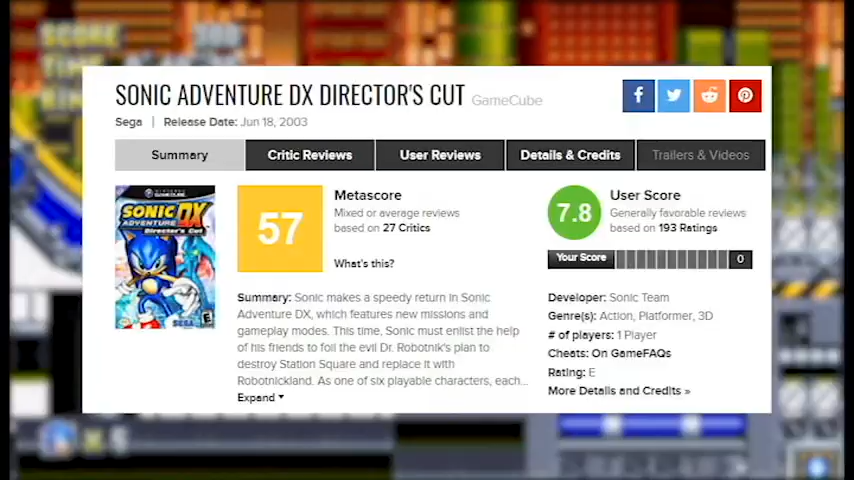 SCORE
TIME
SONIC ADVENTURE DX DIRECTOR'S CUT GameCube
Sega | Release Date: Jun 18, 2003
Summary Critic Reviews User Reviews Details & Credits Trailers & Videos
NINTENDO GAMECUBE
SONIC
ADVENTURE DX
Director's Cut
SEGA
E
57
Metascore
Mixed or average reviews
based on 27 Critics
What's this?
Summary: Sonic makes a speedy return in Sonic
Adventure DX, which features new missions and
gameplay modes. This time, Sonic must enlist the help
of his friends to foil the evil Dr. Robotnik's plan to
destroy Station Square and replace it with
Robotnickland. As one of six playable characters, each...
Expand
7.8
User Score
Generally favorable reviews
based on 193 Ratings
Your Score 0
Developer: Sonic Team
Genre(s): Action, Platformer, 3D
# of players: 1 Player
Cheats: On GameFAQs
Rating: E
More Details and Credits »